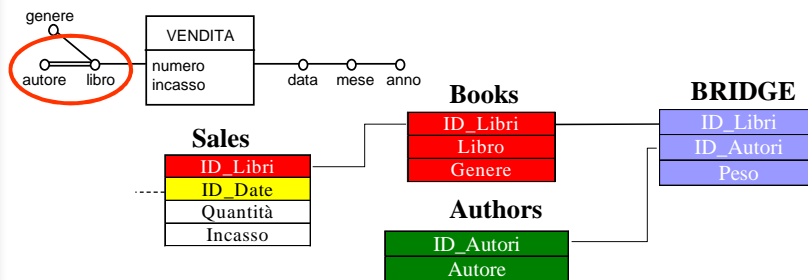 genere
VENDITA
numero
incasso
autore libro
data mese anno
Books
BRIDGE
ID_Libri
Libro
Genere
ID_Libri
ID_Autori
Peso
Sales
ID_Libri
ID_Date
Quantità
Incasso
Authors
ID_Autori
Autore